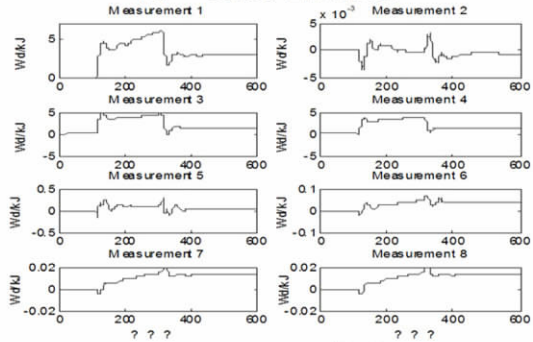 Measurement 1
Measurement 2
× 10⁻³
Wd/kJ
5
0
0 200 400 600
Wd/kJ
5
0
-5
0 200 400 600
Measurement 3
Measurement 4
Wd/kJ
5
0
-5
0 200 400 600
Wd/kJ
5
0
-5
0 200 400 600
Measurement 5
Measurement 6
Wd/kJ
0.5
0
-0.5
0 200 400 600
Wd/kJ
0.1
0
0.1
0 200 400 600
Measurement 7
Measurement 8
Wd/kJ
0.02
0
-0.02
0 200 400 600
Wd/kJ
0.02
0
-0.02
0 200 400 600
? ? ?
? ? ?